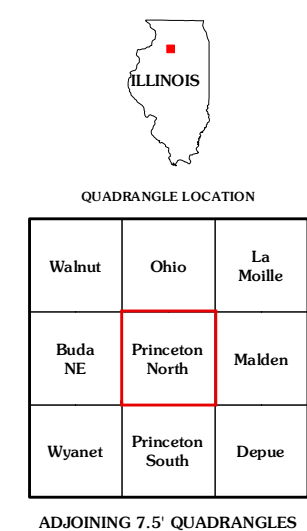 ILLINOIS
QUADRANGLE LOCATION
Walnut
Ohio
La
Moille
Buda
NE
Princeton
North
Malden
Wyanet
Princeton
South
Depue
ADJOINING 7.5' QUADRANGLES